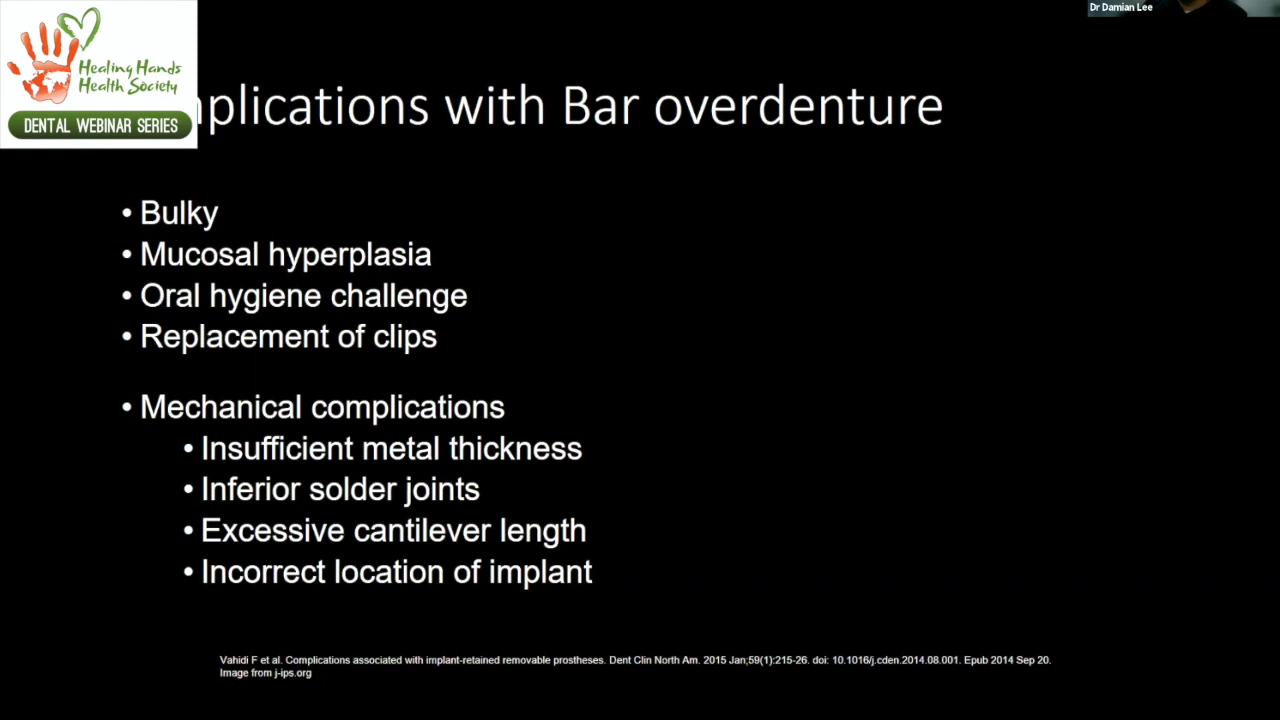 Dr Damian Lee
Healing Hands
Health Society
DENTAL WEBINAR SERIES
plications with Bar overdenture
• Bulky
• Mucosal hyperplasia
• Oral hygiene challenge
• Replacement of clips
• Mechanical complications
• Insufficient metal thickness
• Inferior solder joints
• Excessive cantilever length
• Incorrect location of implant
Vahidi F et al. Complications associated with implant-retained removable prostheses. Dent Clin North Am. 2015 Jan;59(1):215-26. doi: 10.1016/j.cden.2014.08.001. Epub 2014 Sep 20.
Image from j-ips.org